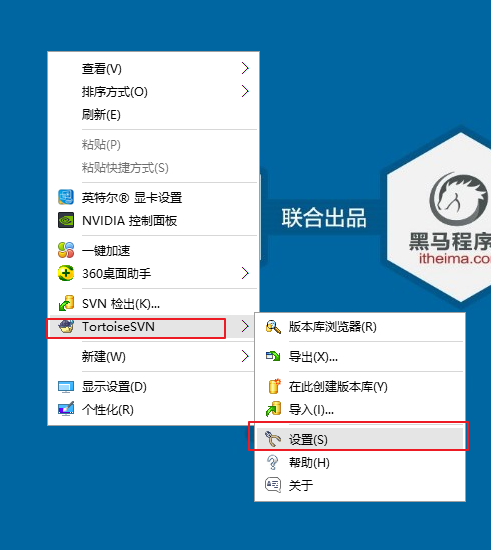 查看(V)
排序方式(O)
刷新(E)
粘贴(P)
粘贴快捷方式(S)
英特尔® 显卡设置
NVIDIA 控制面板
一键加速
360桌面助手
SVN 检出(K)...
TortoiseSVN
新建(W)
显示设置(D)
个性化(R)
版本库浏览器(R)
导出(X)...
在此创建版本库(Y)
导入(I)...
设置(S)
帮助(H)
关于
联合出品
黑马程序
itheima.co